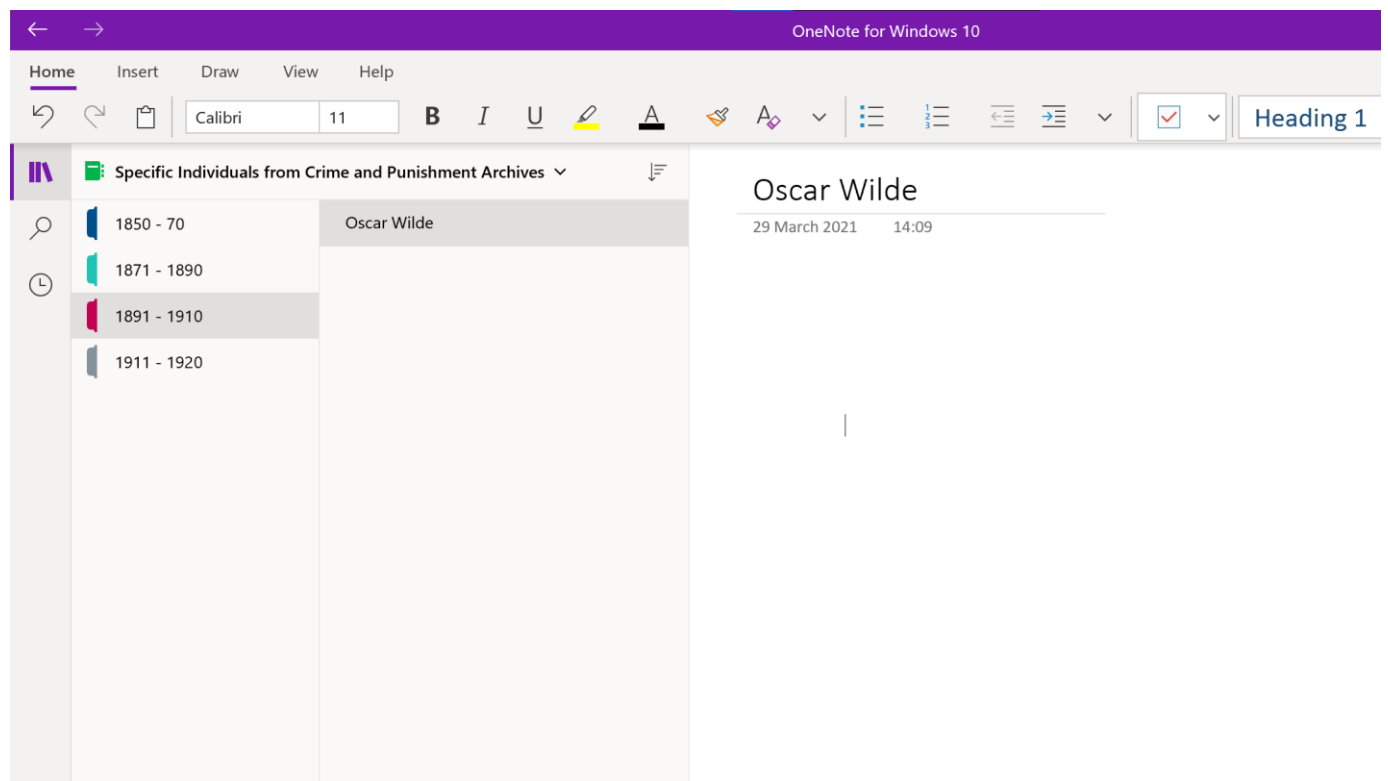 OneNote for Windows 10
Home Insert Draw View Help
Calibri 11 B I U A A Heading 1
Specific Individuals from Crime and Punishment Archives
Oscar Wilde
29 March 2021 14:09
1850 - 70
1871 - 1890
1891 - 1910
1911 - 1920
Oscar Wilde